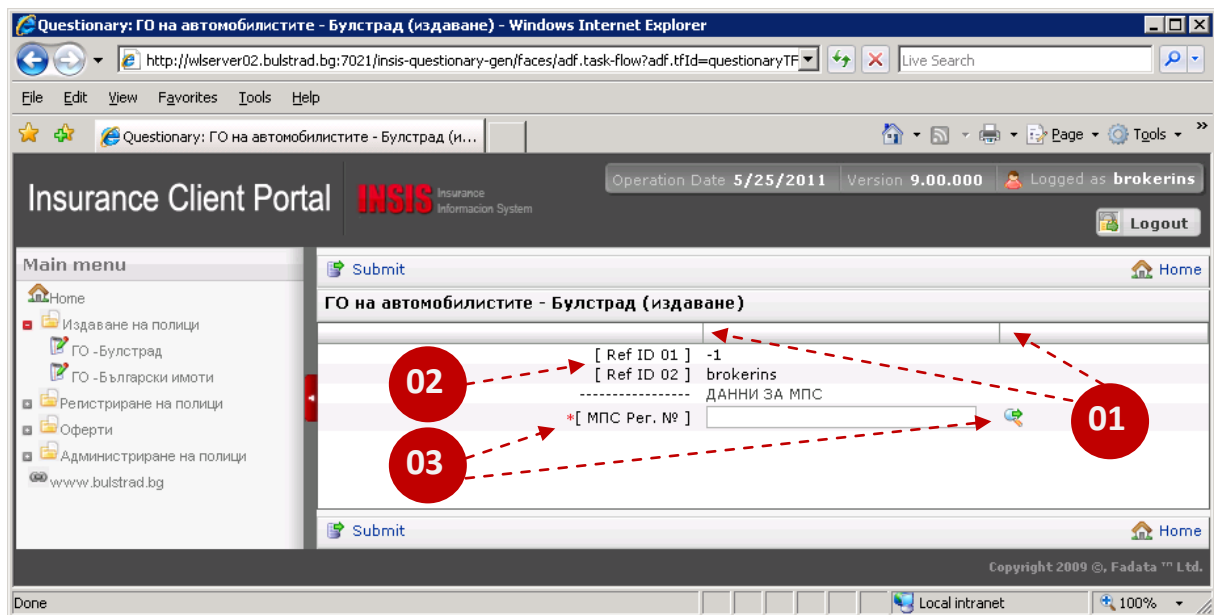 Questionary: ГО на автомобилистите - Булстрад (издаване) - Windows Internet Explorer
http://wlserver02.bulstrad.bg:7021/insis-questionary-gen/faces/adf.task-flow?adf.tfId=questionaryTF
Live Search
File Edit View Favorites Tools Help
Questionary: ГО на автомобилистите - Булстрад (и...
Page Tools »
Insurance Client Portal
INSIS Insurance Informacion System
Operation Date 5/25/2011 Version 9.00.000 Logged as brokerins
Logout
Main menu
Home
Издаване на полици
ГО -Булстрад
ГО -Български имоти
Регистриране на полици
Оферти
Администриране на полици
www.bulstrad.bg
Submit Home
ГО на автомобилистите - Булстрад (издаване)
[ Ref ID 01 ] -1
[ Ref ID 02 ] brokerins
---------------- ДАННИ ЗА МПС
*[ МПС Рег. № ]
01
02
03
Submit Home
Copyright 2009 ©, Fadata ™ Ltd.
Done Local intranet 100%